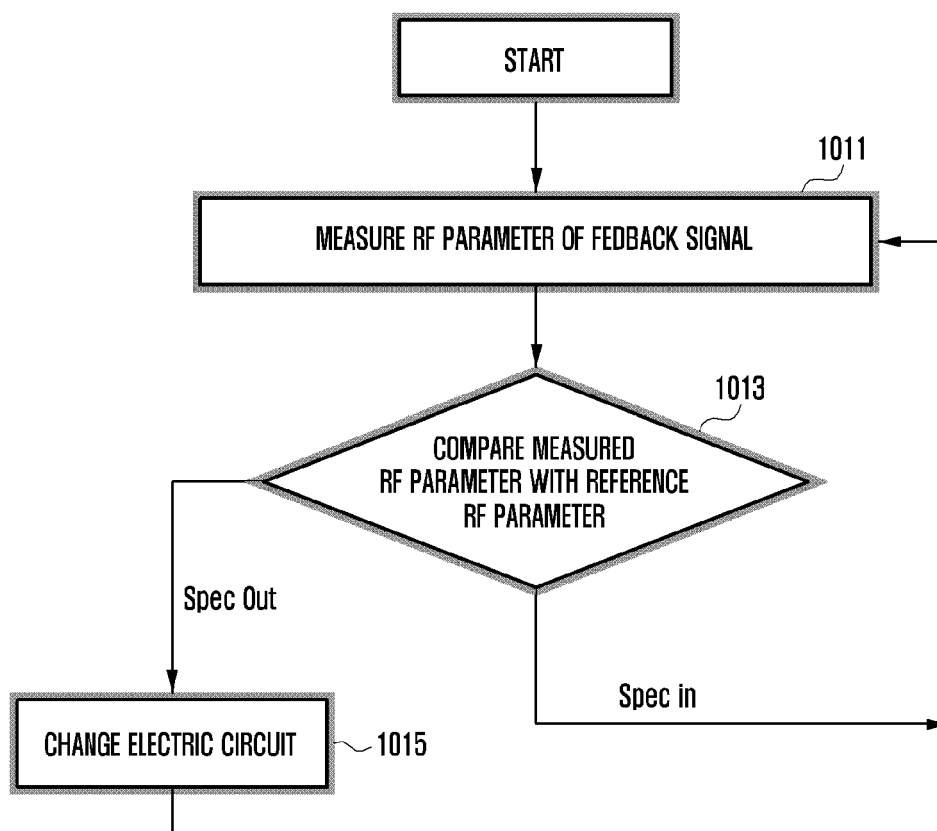 START
1011
MEASURE RF PARAMETER OF FEDBACK SIGNAL
1013
COMPARE MEASURED
RF PARAMETER WITH REFERENCE
RF PARAMETER
Spec Out
Spec in
CHANGE ELECTRIC CIRCUIT
1015